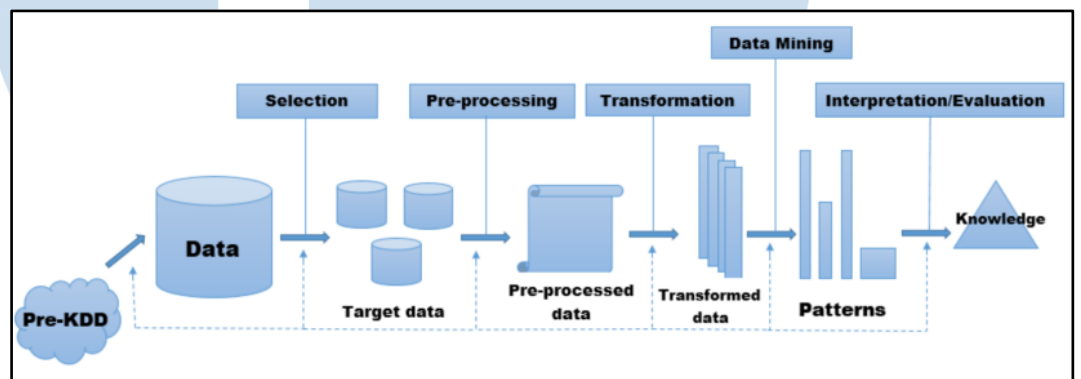 Data Mining
Selection
Pre-processing
Transformation
Interpretation/Evaluation
Data
Knowledge
Pre-KDD
Target data
Pre-processed
data
Transformed
data
Patterns